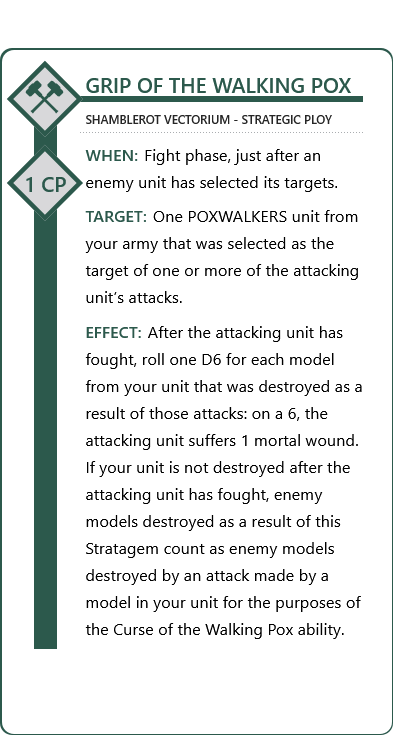 GRIP OF THE WALKING POX
SHAMBLEROT VECTORIUM - STRATEGIC PLOY
1 CP
WHEN: Fight phase, just after an
enemy unit has selected its targets.
TARGET: One POXWALKERS unit from
your army that was selected as the
target of one or more of the attacking
unit's attacks.
EFFECT: After the attacking unit has
fought, roll one D6 for each model
from your unit that was destroyed as a
result of those attacks: on a 6, the
attacking unit suffers 1 mortal wound.
If your unit is not destroyed after the
attacking unit has fought, enemy
models destroyed as a result of this
Stratagem count as enemy models
destroyed by an attack made by a
model in your unit for the purposes of
the Curse of the Walking Pox ability.